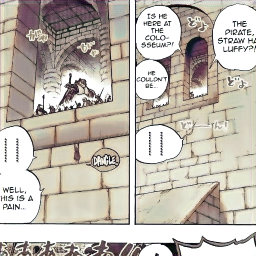 IS HE
HERE AT
THE
COLO-
SSEUM?!
THE
PIRATE,
STRAW HA
LUFFY?!
HE
COULDN'T
BE...
DANGLE
WELL,
THIS IS A
PAIN...